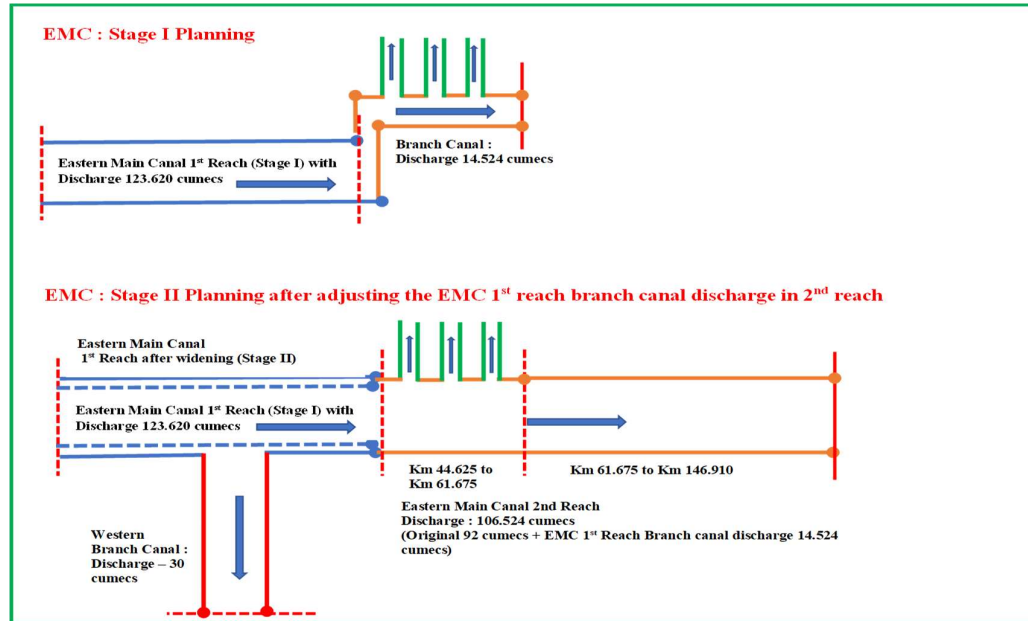 EMC : Stage I Planning
Eastern Main Canal 1st Reach (Stage I) with
Discharge 123.620 cumecs
Branch Canal :
Discharge 14.524 cumecs
EMC : Stage II Planning after adjusting the EMC 1st reach branch canal discharge in 2nd reach
Eastern Main Canal
1st Reach after widening (Stage II)
Eastern Main Canal 1st Reach (Stage I) with
Discharge 123.620 cumecs
Km 44.625 to
Km 61.675
Km 61.675 to Km 146.910
Eastern Main Canal 2nd Reach
Discharge : 106.524 cumecs
(Original 92 cumecs + EMC 1st Reach Branch canal discharge 14.524
cumecs)
Western
Branch Canal :
Discharge – 30
cumecs